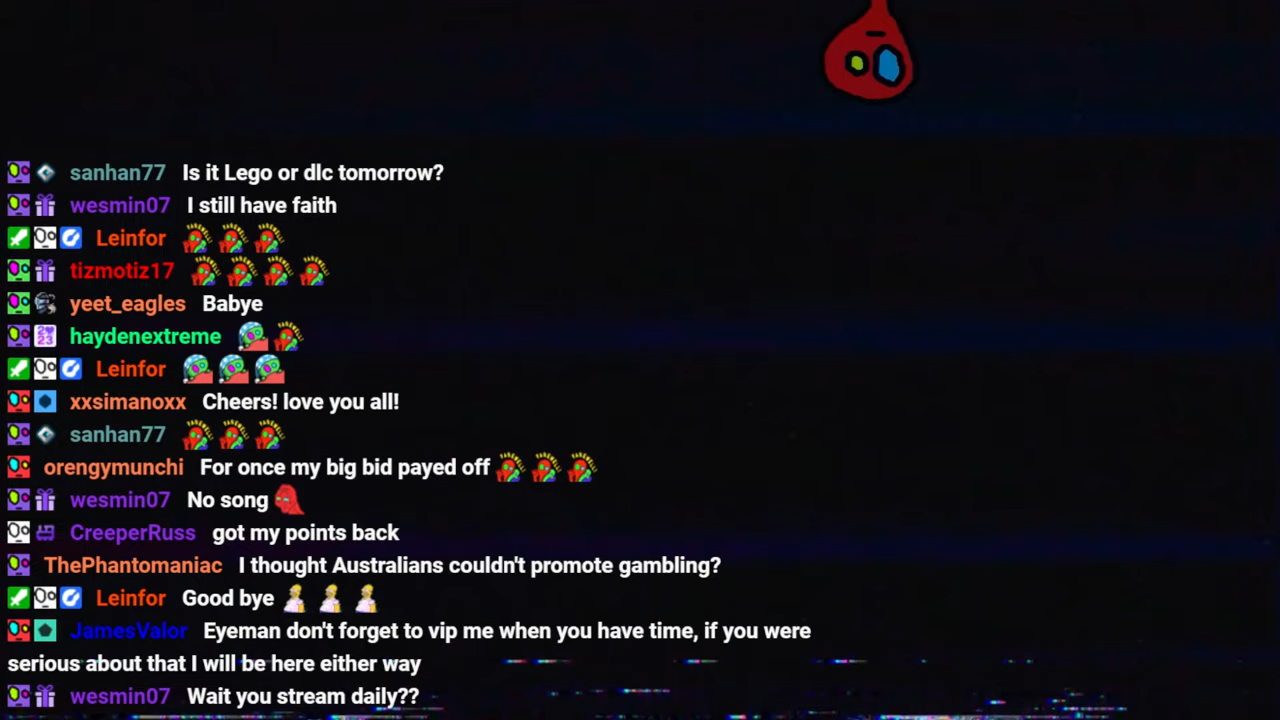 sanhan77 Is it Lego or dlc tomorrow?
wesmin07 I still have faith
Leinfor
tizmotiz17
yeet_eagles Babye
haydenextreme
Leinfor
xxsimanoxx Cheers! love you all!
sanhan77
orengymunchi For once my big bid payed off
wesmin07 No song
CreeperRuss got my points back
ThePhantomaniac I thought Australians couldn't promote gambling?
Leinfor Good bye
JamesValor Eyeman don't forget to vip me when you have time, if you were
serious about that I will be here either way
wesmin07 Wait you stream daily??